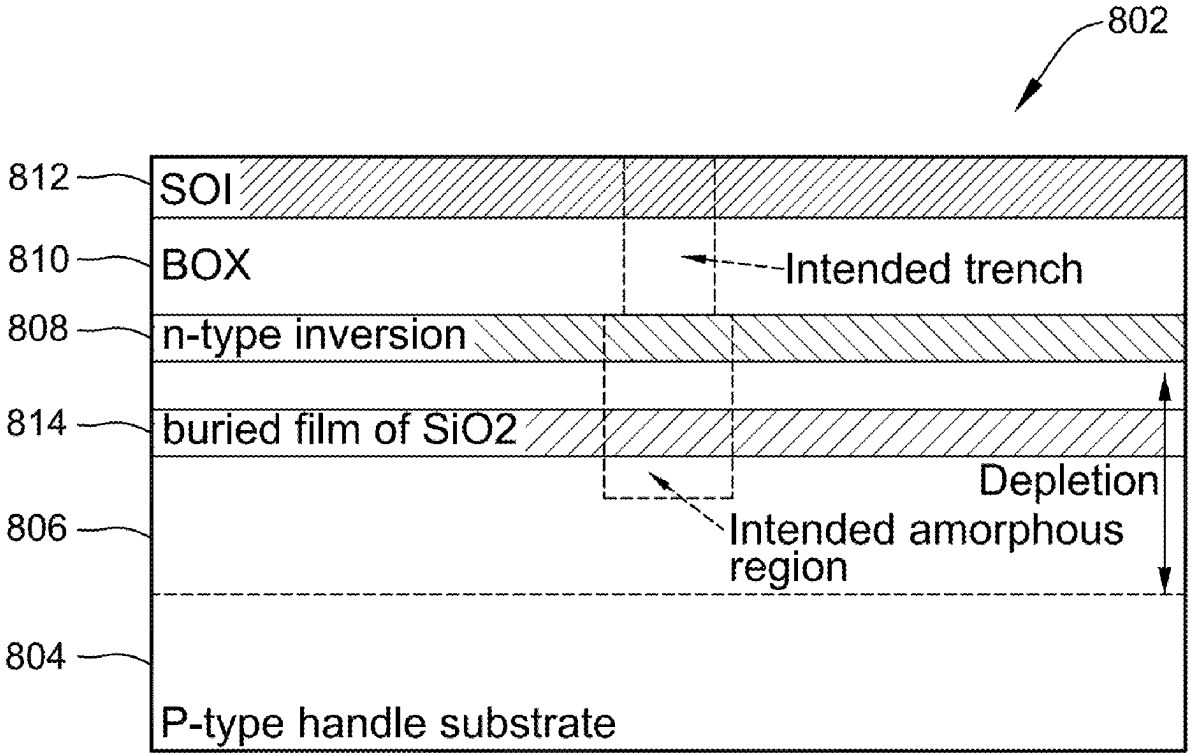 802
812
SOI
810
BOX
Intended trench
808
n-type inversion
814
buried film of SiO2
Depletion
806
Intended amorphous
region
804
P-type handle substrate